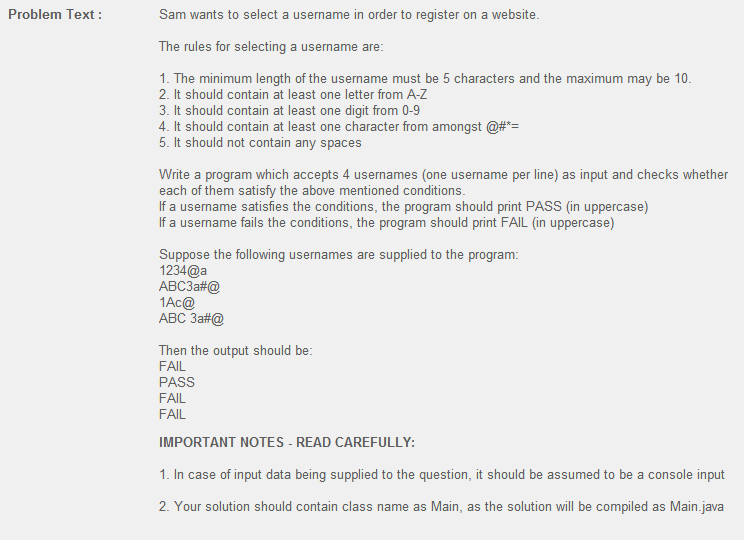 Problem Text : Sam wants to select a username in order to register on a website.
The rules for selecting a username are:
1. The minimum length of the username must be 5 characters and the maximum may be 10.
2. It should contain at least one letter from A-Z
3. It should contain at least one digit from 0-9
4. It should contain at least one character from amongst @#*=
5. It should not contain any spaces
Write a program which accepts 4 usernames (one username per line) as input and checks whether
each of them satisfy the above mentioned conditions.
If a username satisfies the conditions, the program should print PASS (in uppercase)
If a username fails the conditions, the program should print FAIL (in uppercase)
Suppose the following usernames are supplied to the program:
1234@a
ABC3a#@
1Ac@
ABC 3a#@
Then the output should be:
FAIL
PASS
FAIL
FAIL
IMPORTANT NOTES - READ CAREFULLY:
1. In case of input data being supplied to the question, it should be assumed to be a console input
2. Your solution should contain class name as Main, as the solution will be compiled as Main.java